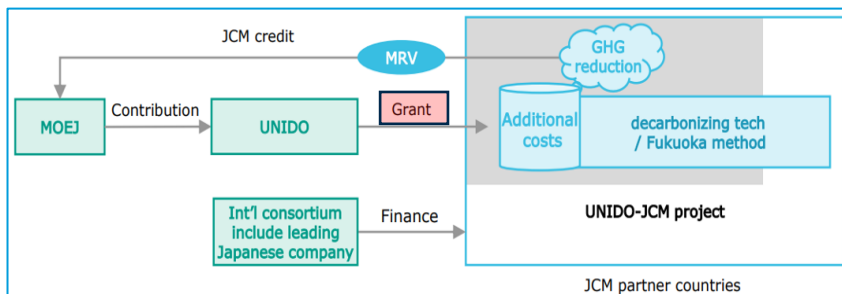 JCM credit
MRV
GHG
reduction
MOEJ
Contribution
UNIDO
Grant
Additional
costs
decarbonizing tech
/ Fukuoka method
Int'l consortium
include leading
Japanese company
Finance
UNIDO-JCM project
JCM partner countries